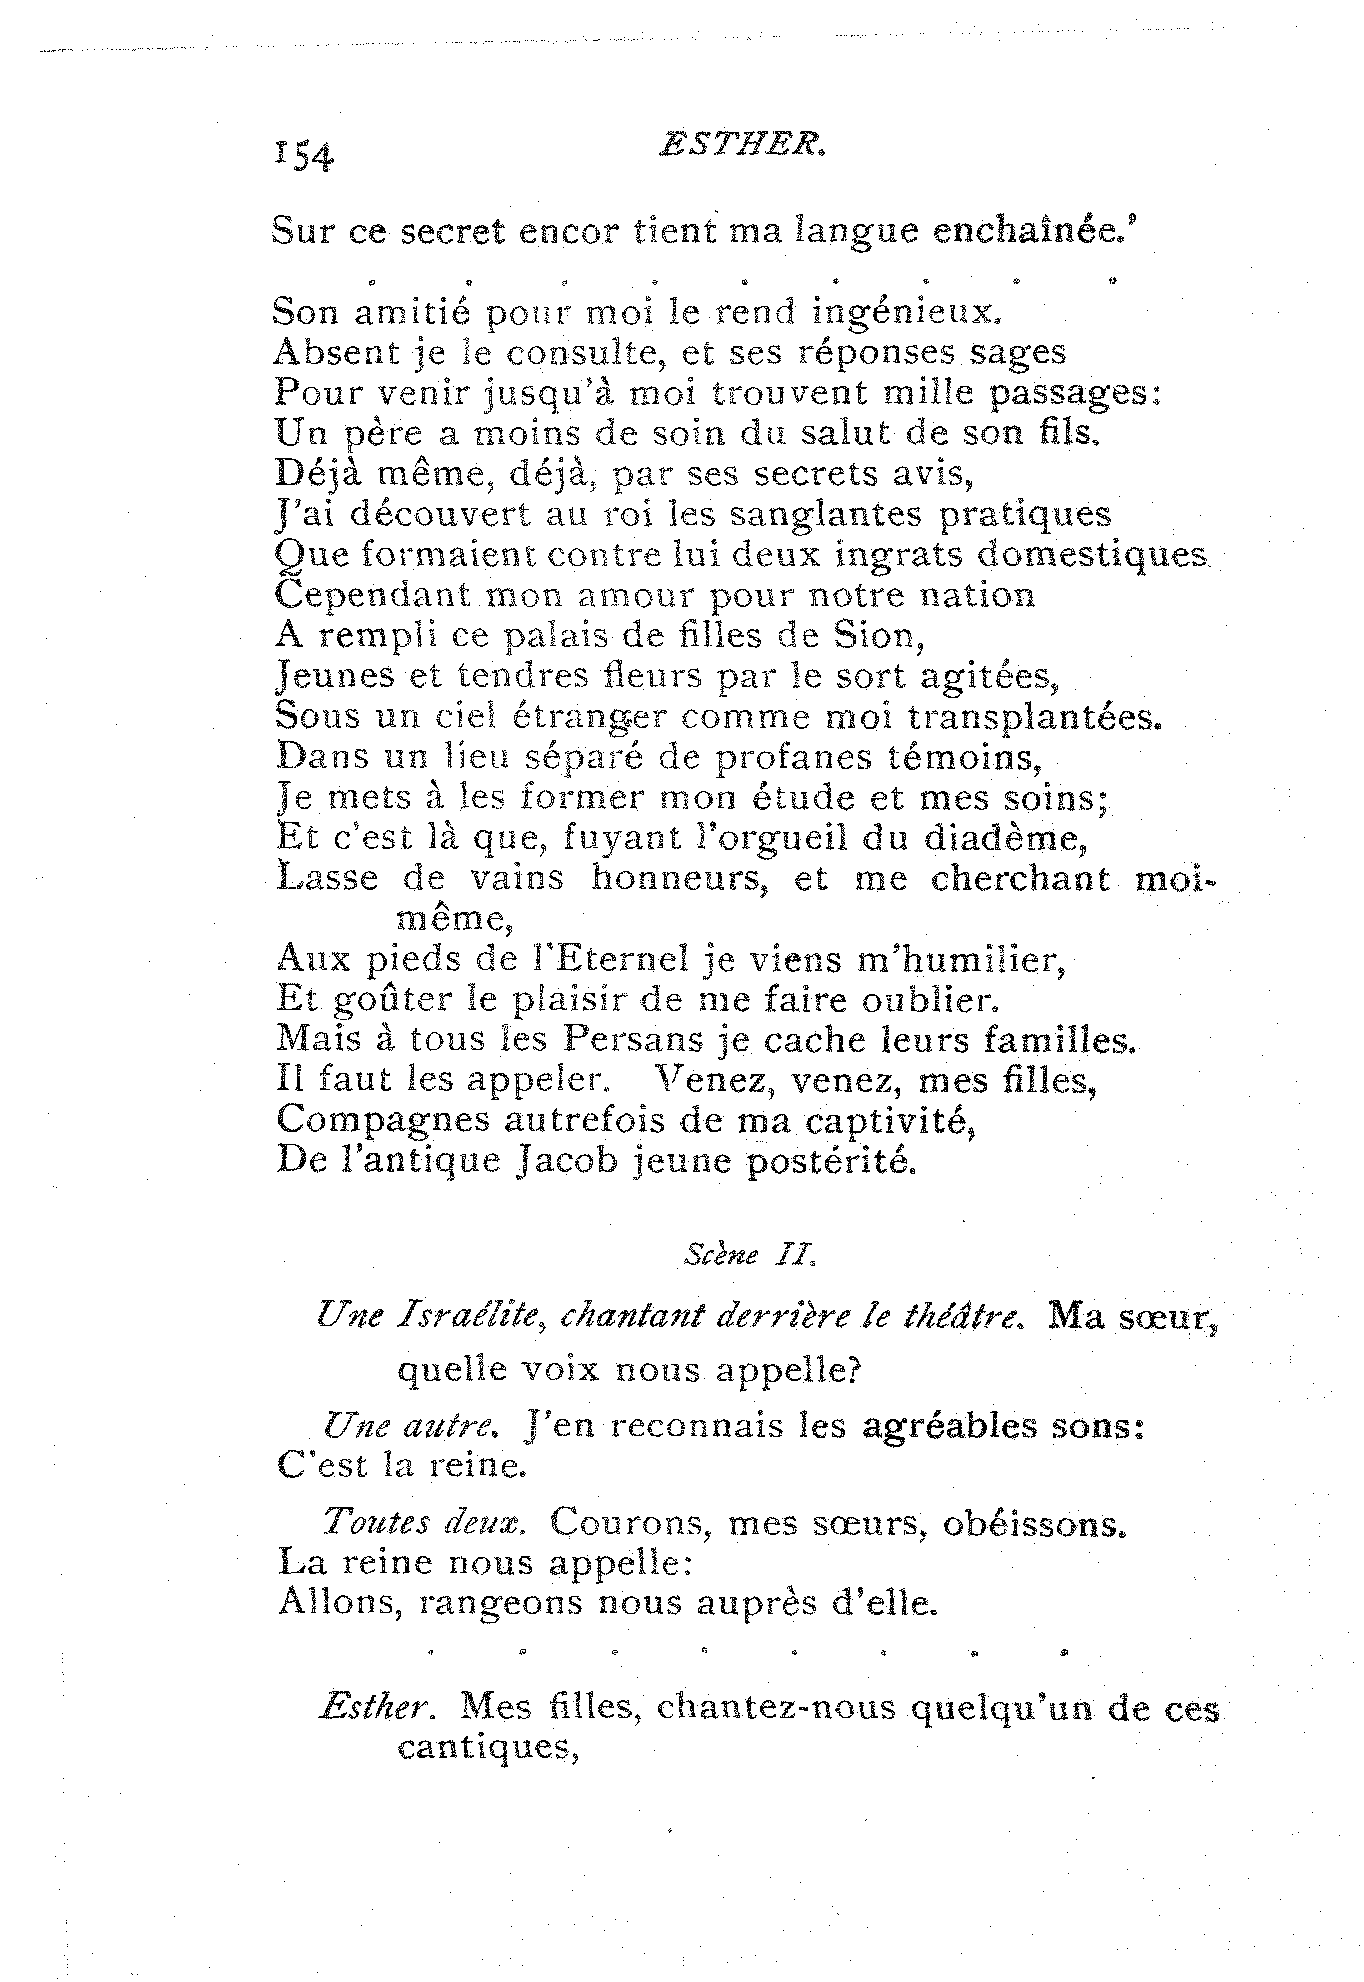 154 ESTHER.
Sur ce secret encor tient ma langue enchaînée.’
. . . . . . . . .
Son amitié pour moi le rend ingénieux.
Absent je le consulte, et ses réponses sages
Pour venir jusqu’à moi trouvent mille passages:
Un père a moins de soin du salut de son fils.
Déjà même, déjà, par ses secrets avis,
J’ai découvert au roi les sanglantes pratiques
Que formaient contre lui deux ingrats domestiques.
Cependant mon amour pour notre nation
A rempli ce palais de filles de Sion,
Jeunes et tendres fleurs par le sort agitées,
Sous un ciel étranger comme moi transplantées.
Dans un lieu séparé de profanes témoins,
Je mets à les former mon étude et mes soins;
Et c’est là que, fuyant l’orgueil du diadème,
Lasse de vains honneurs, et me cherchant moi-
même,
Aux pieds de l’Eternel je viens m’humilier,
Et goûter le plaisir de me faire oublier.
Mais à tous les Persans je cache leurs familles.
Il faut les appeler. Venez, venez, mes filles,
Compagnes autrefois de ma captivité,
De l’antique Jacob jeune postérité.
Scène II.
Une Israélite, chantant derrière le théâtre. Ma sœur,
quelle voix nous appelle?
Une autre. J’en reconnais les agréables sons:
C’est la reine.
Toutes deux. Courons, mes sœurs, obéissons.
La reine nous appelle:
Allons, rangeons nous auprès d’elle.
. . . . . . . .
Esther. Mes filles, chantez-nous quelqu’un de ces
cantiques,